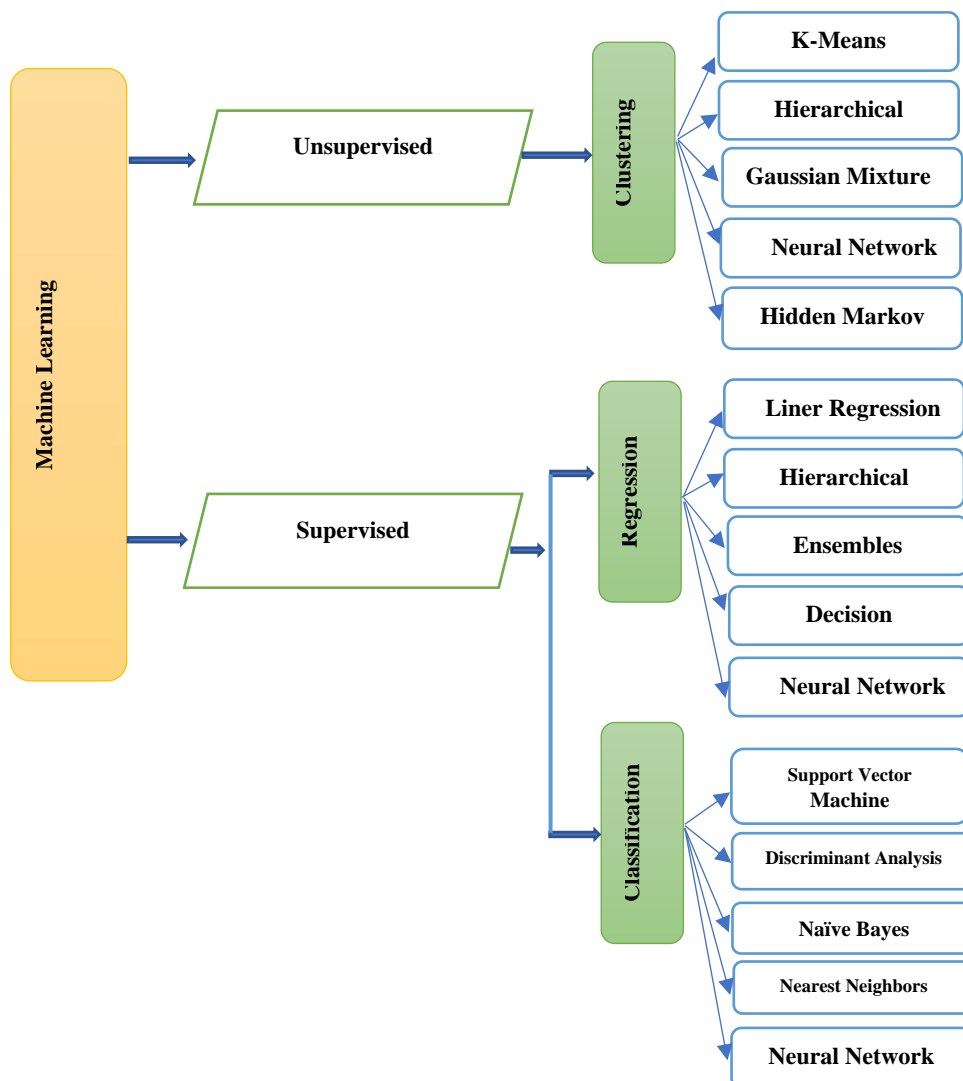 Machine Learning
Unsupervised
Clustering
K-Means
Hierarchical
Gaussian Mixture
Neural Network
Hidden Markov
Supervised
Regression
Liner Regression
Hierarchical
Ensembles
Decision
Neural Network
Classification
Support Vector
Machine
Discriminant Analysis
Naïve Bayes
Nearest Neighbors
Neural Network